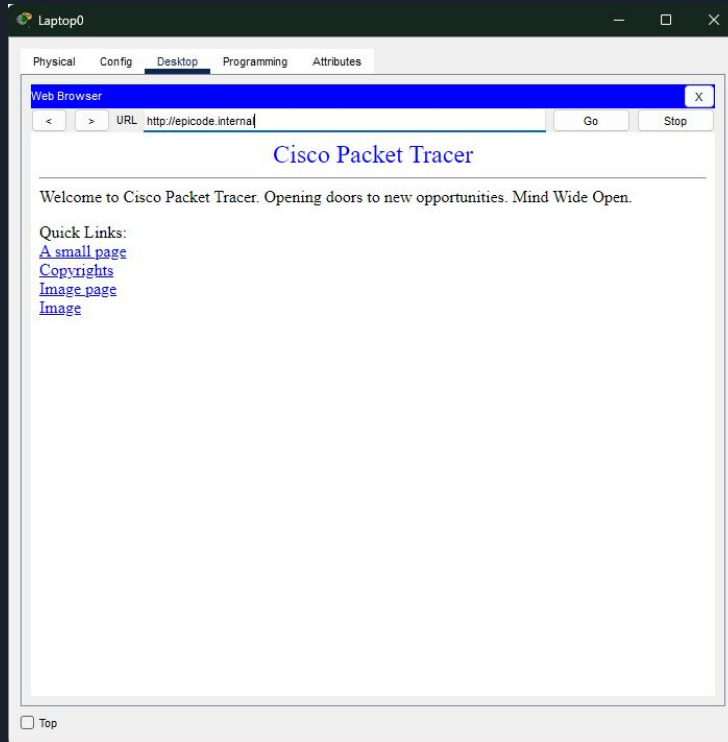 Laptop0
Physical Config Desktop Programming Attributes
Web Browser X
< > URL http://epicode.internal Go Stop
Cisco Packet Tracer
Welcome to Cisco Packet Tracer. Opening doors to new opportunities. Mind Wide Open.
Quick Links:
A small page
Copyrights
Image page
Image
Top